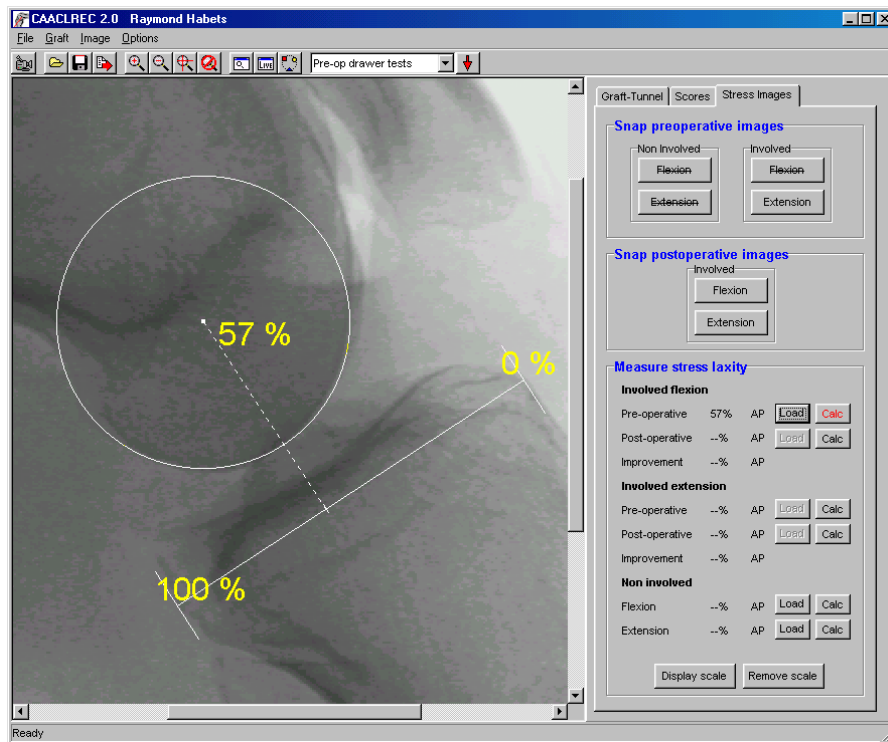 CAACLREC 2.0 Raymond Habets
File Graft Image Options
LIVE Pre-op drawer tests
Graft-Tunnel Scores Stress Images
Snap preoperative images
Non Involved Involved
Flexion Flexion
Extension Extension
Snap postoperative images
Involved
Flexion
Extension
57 %
0 %
100 %
Measure stress laxity
Involved flexion
Pre-operative 57% AP Load Calc
Post-operative --% AP Load Calc
Improvement --% AP
Involved extension
Pre-operative --% AP Load Calc
Post-operative --% AP Load Calc
Improvement --% AP
Non involved
Flexion --% AP Load Calc
Extension --% AP Load Calc
Display scale Remove scale
Ready